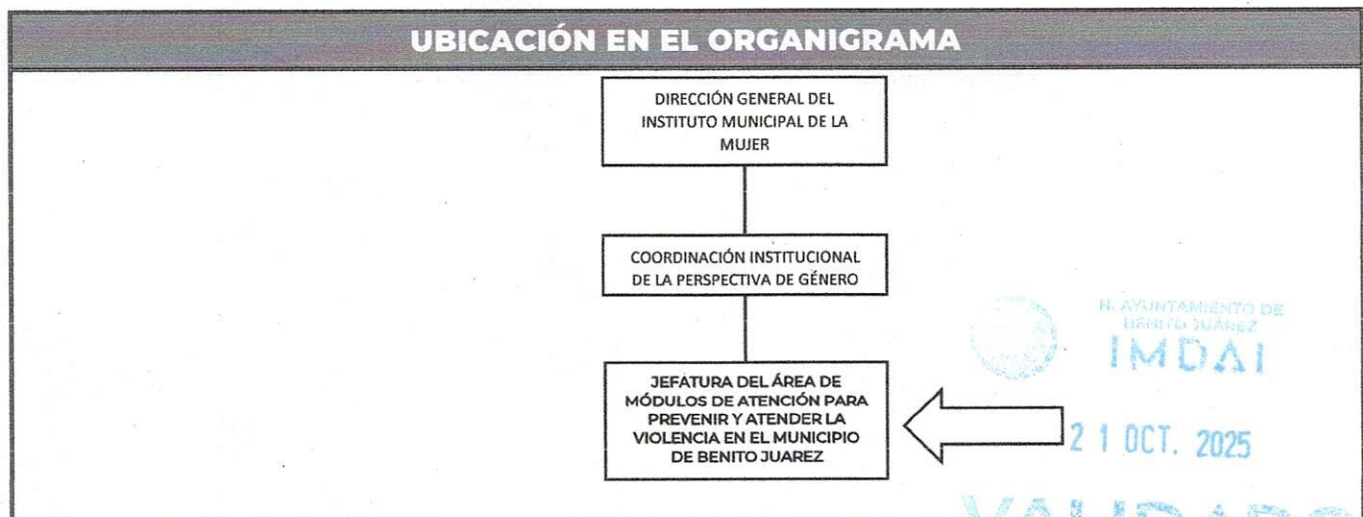 UBICACIÓN EN EL ORGANIGRAMA
DIRECCIÓN GENERAL DEL
INSTITUTO MUNICIPAL DE LA
MUJER
COORDINACIÓN INSTITUCIONAL
DE LA PERSPECTIVA DE GÉNERO
H. AYUNTAMIENTO DE
BENITO JUÁREZ
IMDAI
JEFATURA DEL ÁREA DE
MÓDULOS DE ATENCIÓN PARA
PREVENIR Y ATENDER LA
VIOLENCIA EN EL MUNICIPIO
DE BENITO JUAREZ
21 OCT. 2025